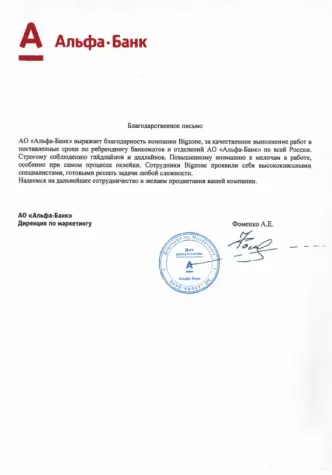 А Альфа·Банк
Благодарственное письмо
АО «Альфа-Банк» выражает благодарность компании Bigzone, за качественное выполнение работ в
поставленные сроки по ребрендингу банкоматов и отделений АО «Альфа-Банк» по всей России.
Строгому соблюдению гайдлайнов и дедлайнов. Повышенному вниманию к мелочам в работе,
особенно при самом процессе оклейки. Сотрудники Bigzone проявили себя высококлассными
специалистами, готовыми решать задачи любой сложности.
Надеемся на дальнейшее сотрудничество и желаем процветания вашей компании.
АО «Альфа-Банк»
Дирекция по маркетингу
Фоменко А.Е.
Для
документов
А
Альфа·Банк